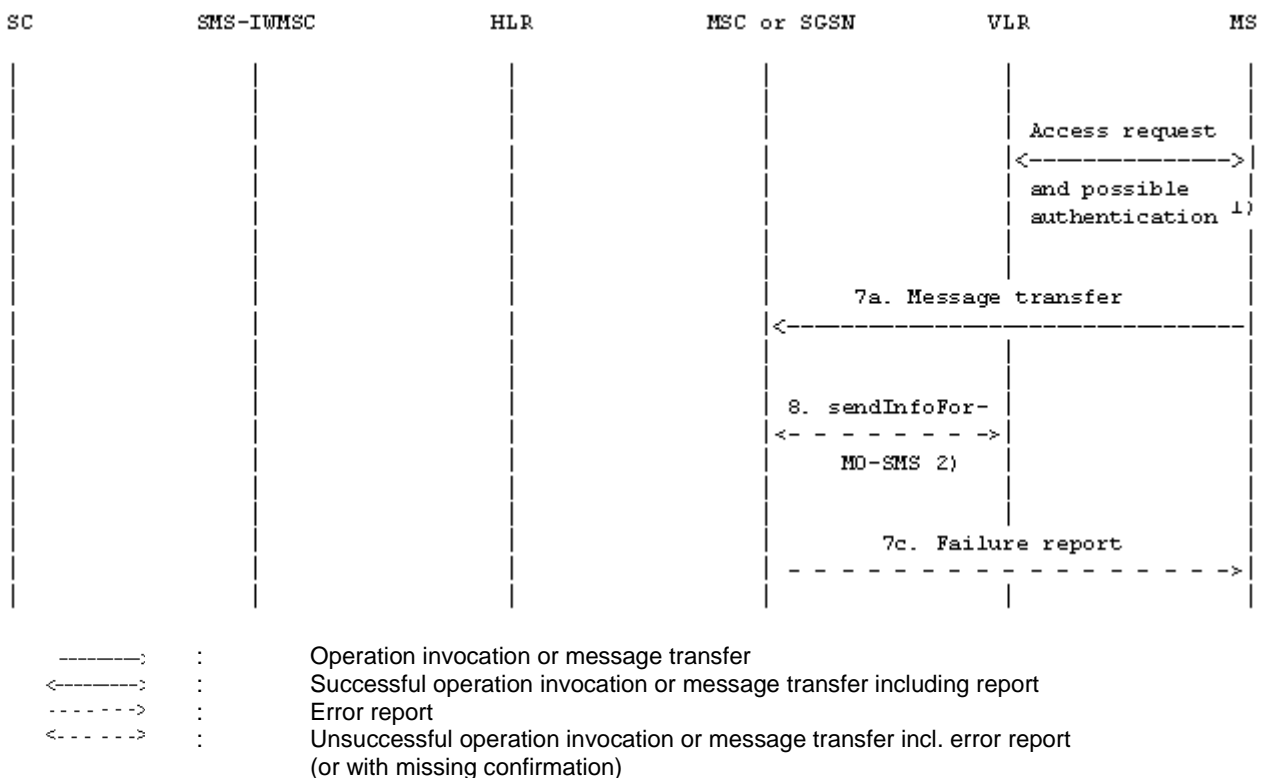 SC SMS-IWMSC HLR MSC or SGSN VLR MS
Access request
and possible
authentication 1)
7a. Message transfer
8. sendInfoFor-
MO-SMS 2)
7c. Failure report
: Operation invocation or message transfer
: Successful operation invocation or message transfer including report
: Error report
: Unsuccessful operation invocation or message transfer incl. error report
(or with missing confirmation)